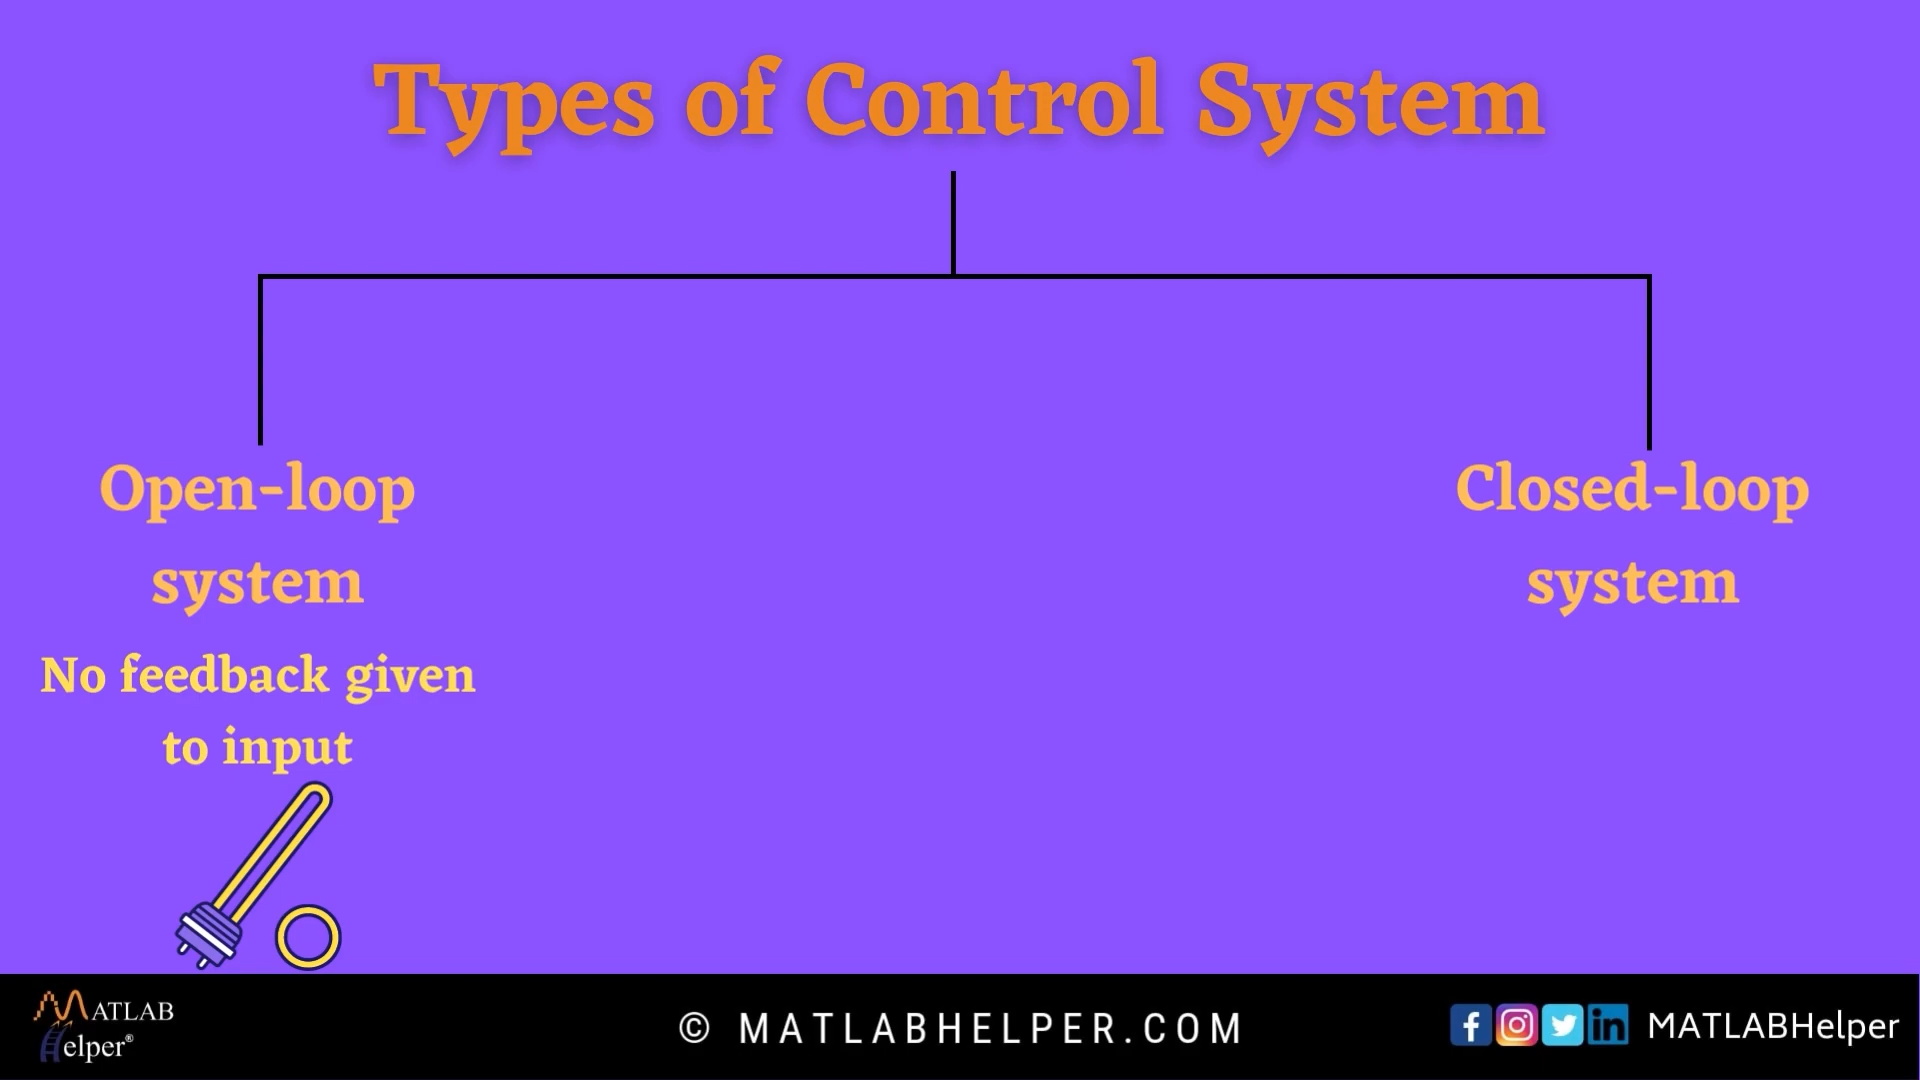 Types of Control System
Open-loop
system
No feedback given
to input
Closed-loop
system
MATLAB
Helper®
© MATLABHELPER.COM
MATLABHelper